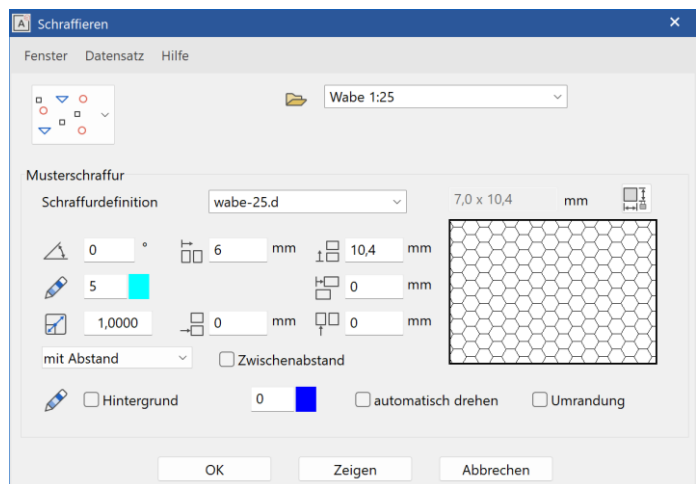 Schraffieren
Fenster Datensatz Hilfe
Wabe 1:25
Musterschraffur
Schraffurdefinition wabe-25.d 7,0 x 10,4 mm
0 ° 6 mm 10,4 mm
5 0 mm
1,0000 0 mm 0 mm
mit Abstand Zwischenabstand
Hintergrund 0 automatisch drehen Umrandung
OK Zeigen Abbrechen